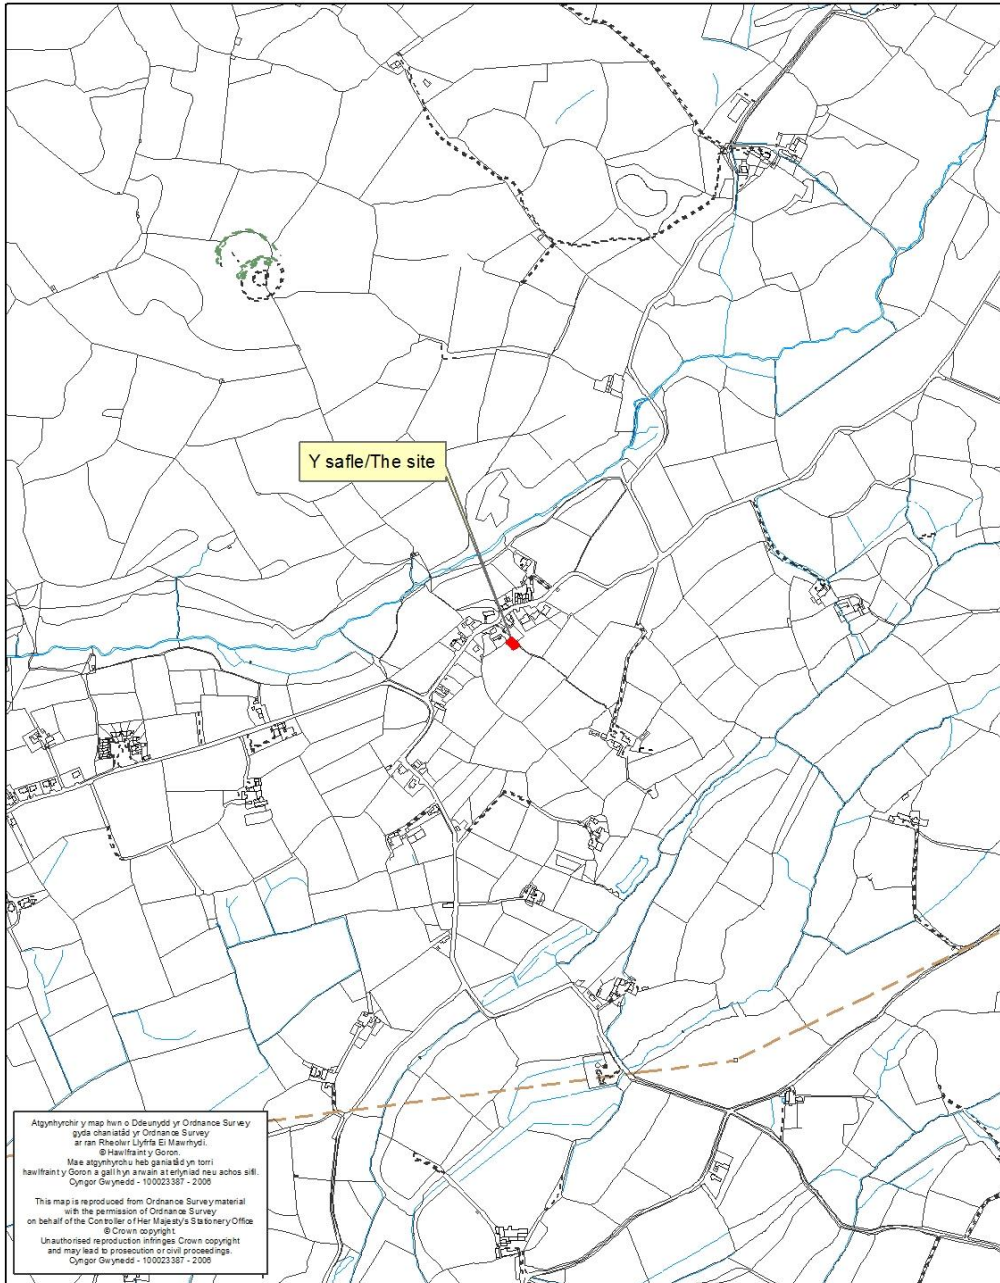 Y safle/The site
Atgynhyrchir y map hwn o Ddeunydd yr Ordnance Survey
gyda chaniatâd yr Ordnance Survey
ar ran Rheolwr Llyfrfa Ei Mawrhydi.
© Hawlfraint y Goron.
Mae atgynhyrchu heb ganiatâd yn torri
hawlfraint y Goron a gall hyn arwain at erlyniad neu achos sifil.
Cyngor Gwynedd - 100023387 - 2006
This map is reproduced from Ordnance Survey material
with the permission of Ordnance Survey
on behalf of the Controller of Her Majesty's Stationery Office
© Crown copyright.
Unauthorised reproduction infringes Crown copyright
and may lead to prosecution or civil proceedings.
Cyngor Gwynedd - 100023387 - 2006